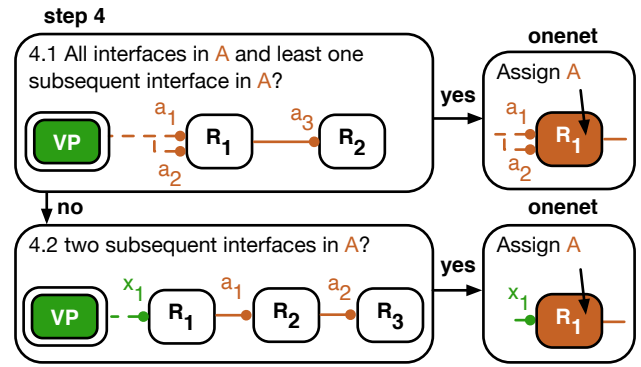 step 4
4.1 All interfaces in A and least one
subsequent interface in A?
VP
a1
a2
R1
a3
R2
yes
onenet
Assign A
a1
a2
R1
no
4.2 two subsequent interfaces in A?
VP
x1
R1
a1
R2
a2
R3
yes
onenet
Assign A
x1
R1